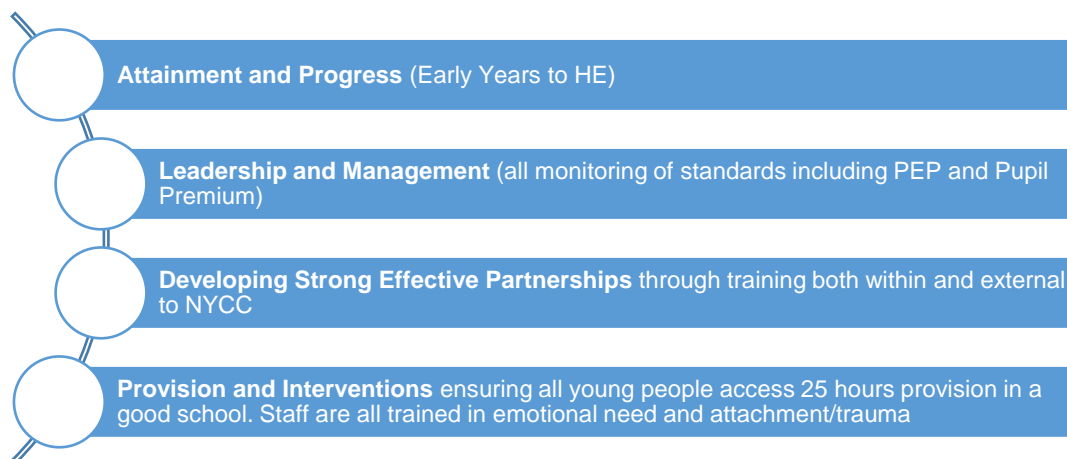 Attainment and Progress (Early Years to HE)
Leadership and Management (all monitoring of standards including PEP and Pupil
Premium)
Developing Strong Effective Partnerships through training both within and external
to NYCC
Provision and Interventions ensuring all young people access 25 hours provision in a
good school. Staff are all trained in emotional need and attachment/trauma